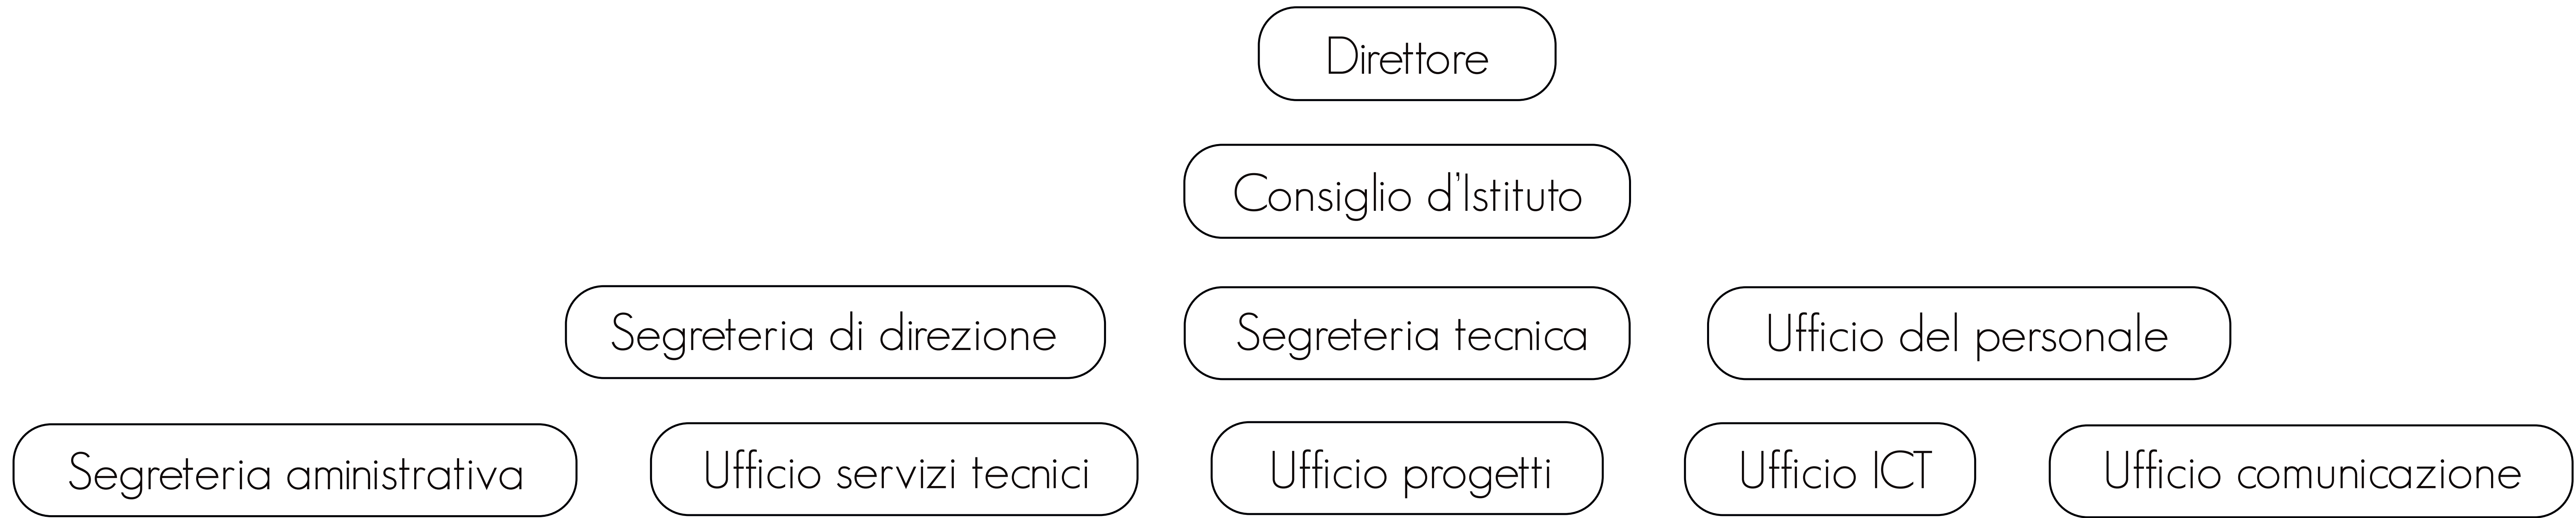 Direttore
Consiglio d'Istituto
Segreteria di direzione
Segreteria tecnica
Ufficio del personale
Segreteria aministrativa
Ufficio servizi tecnici
Ufficio progetti
Ufficio ICT
Ufficio comunicazione